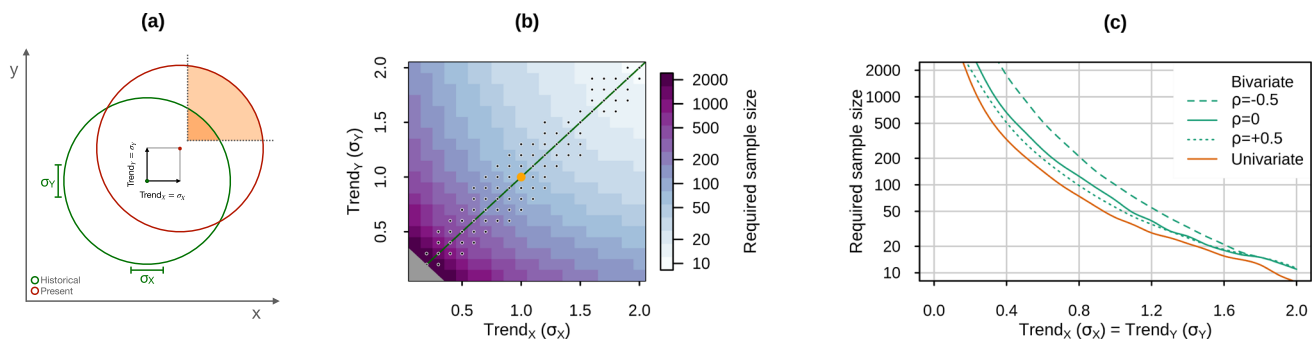 (a)
y
σY
Trend_Y = σ_Y
Trend_X = σ_X
Historical
Present
σX
x
(b)
Trend_Y (σ_Y)
2.0
1.5
1.0
0.5
0.5 1.0 1.5 2.0
Trend_X (σ_X)
2000
1000
500
200
100
50
20
10
Required sample size
(c)
Required sample size
2000
1000
500
200
100
50
20
10
Bivariate
ρ=-0.5
ρ=0
ρ=+0.5
Univariate
0.0 0.4 0.8 1.2 1.6 2.0
Trend_X (σ_X) = Trend_Y (σ_Y)